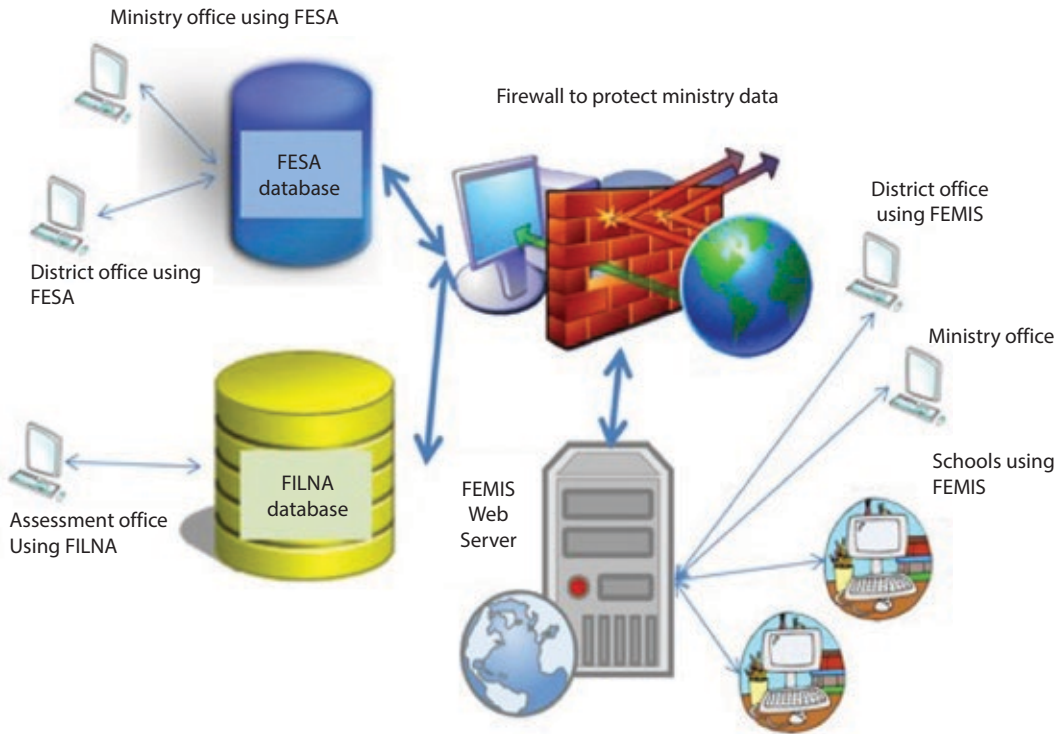 Ministry office using FESA
Firewall to protect ministry data
FESA
database
District office
using FEMIS
District office using
FESA
Ministry office
FILNA
database
Schools using
FEMIS
FEMIS
Web
Server
Assessment office
Using FILNA